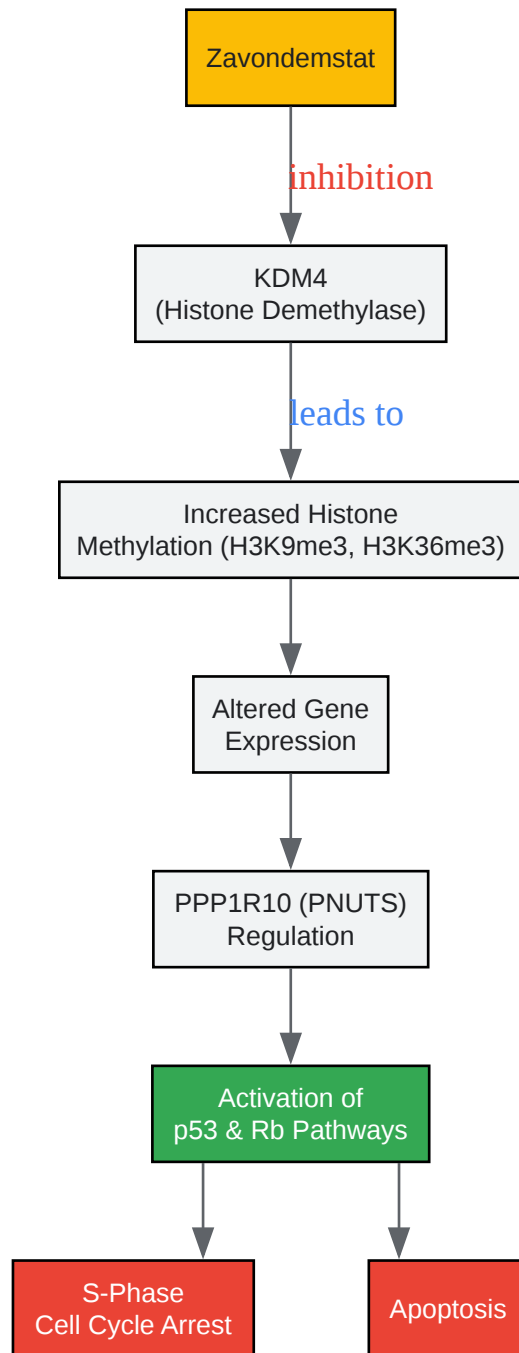 Zavondemstat
inhibition
KDM4
(Histone Demethylase)
leads to
Increased Histone
Methylation (H3K9me3, H3K36me3)
Altered Gene
Expression
PPP1R10 (PNUTS)
Regulation
Activation of
p53 & Rb Pathways
S-Phase
Cell Cycle Arrest
Apoptosis